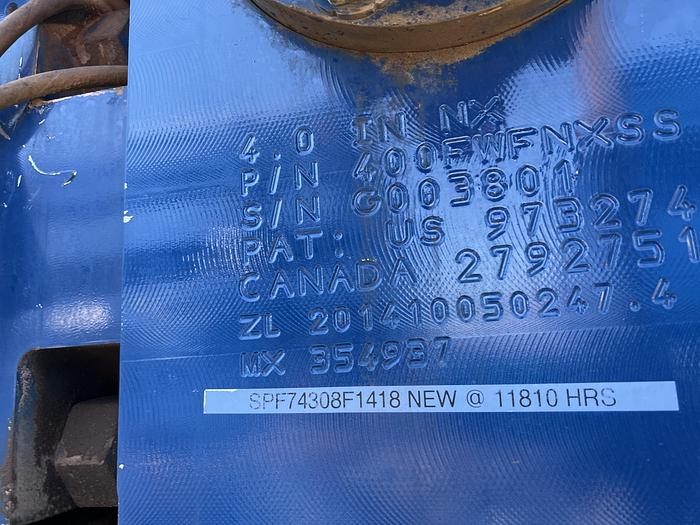 4.0 IN NX
P/N 400FWFNXSS
S/N G003801
PAT: US 973274
CANADA 2792751
ZL 201410050247.4
MX 354937
SPF74308F1418 NEW @ 11810 HRS